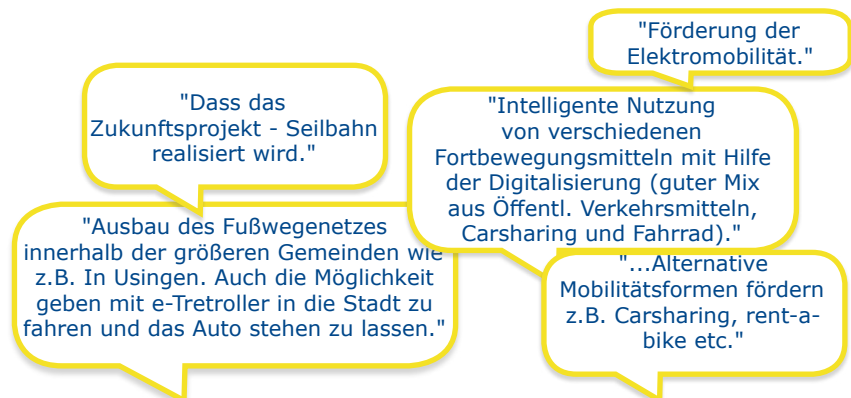 "Förderung der
Elektromobilität."
"Dass das
Zukunftsprojekt - Seilbahn
realisiert wird."
"Intelligente Nutzung
von verschiedenen
Fortbewegungsmitteln mit Hilfe
der Digitalisierung (guter Mix
aus Öffentl. Verkehrsmitteln,
Carsharing und Fahrrad)."
"Ausbau des Fußwegenetzes
innerhalb der größeren Gemeinden wie
z.B. In Usingen. Auch die Möglichkeit
geben mit e-Tretroller in die Stadt zu
fahren und das Auto stehen zu lassen."
"...Alternative
Mobilitätsformen fördern
z.B. Carsharing, rent-a-
bike etc."